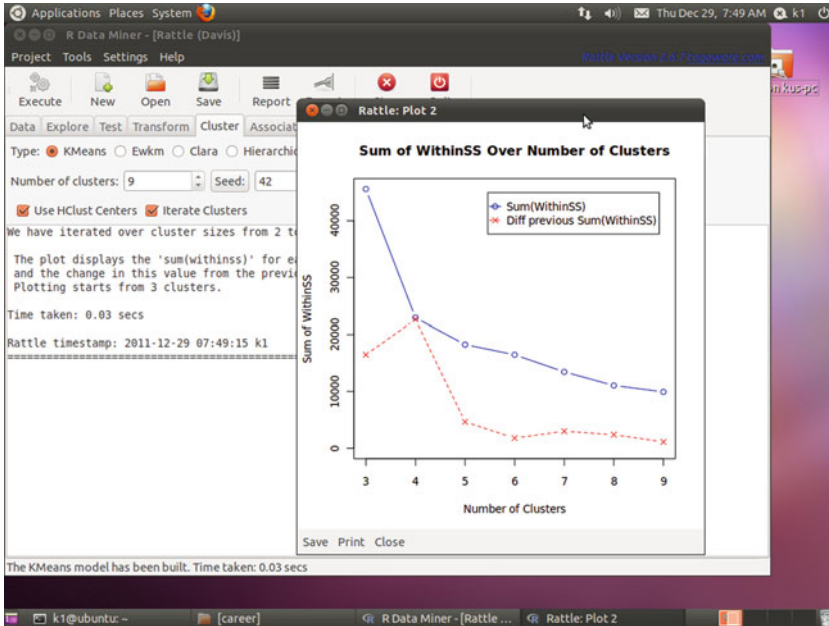 Applications Places System
Thu Dec 29, 7:49 AM
k1
R Data Miner - [Rattle (Davis)]
Project Tools Settings Help
Execute New Open Save Report
Data Explore Test Transform Cluster Associat
Type: KMeans Ewkm Clara Hierarchic
Number of clusters: 9 Seed: 42
Use HClust Centers Iterate Clusters
We have iterated over cluster sizes from 2 to
The plot displays the 'sum(withinss)' for ea
and the change in this value from the previo
Plotting starts from 3 clusters.
Time taken: 0.03 secs
Rattle timestamp: 2011-12-29 07:49:15 k1
Rattle: Plot 2
Sum of WithinSS Over Number of Clusters
Sum(WithinSS)
Diff previous Sum(WithinSS)
Sum of WithinSS
40000
30000
20000
10000
0
3 4 5 6 7 8 9
Number of Clusters
Save Print Close
The KMeans model has been built. Time taken: 0.03 secs
k1@ubuntu: ~
[career]
R Data Miner - [Rattle ...
Rattle: Plot 2